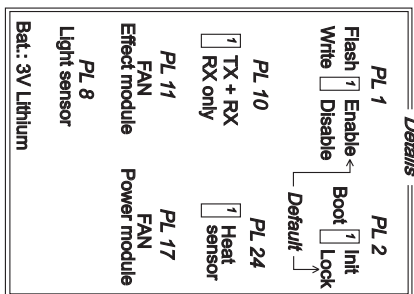 Details
PL 1
Flash 1 Enable
Write Disable
PL 2
Boot 1 Init
Lock
Default
PL 10
1 TX + RX
RX only
PL 24
1 Heat
sensor
PL 11
FAN
Effect module
PL 17
FAN
Power module
PL 8
Light sensor
Bat.: 3V Lithium